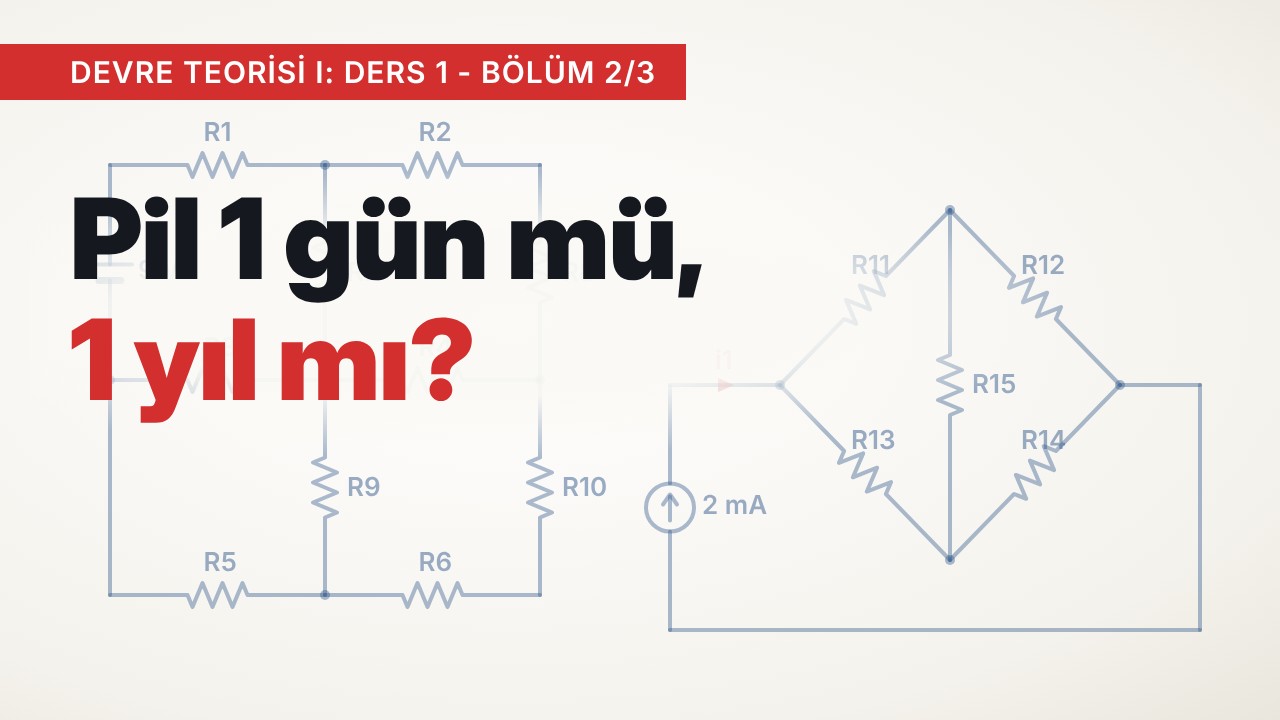 DEVRE TEORİSİ I: DERS 1 - BÖLÜM 2/3
R1
R2
Pil 1 gün mü,
1 yıl mı?
R11
R12
i1
R15
R13
R14
R9
R10
2 mA
R5
R6